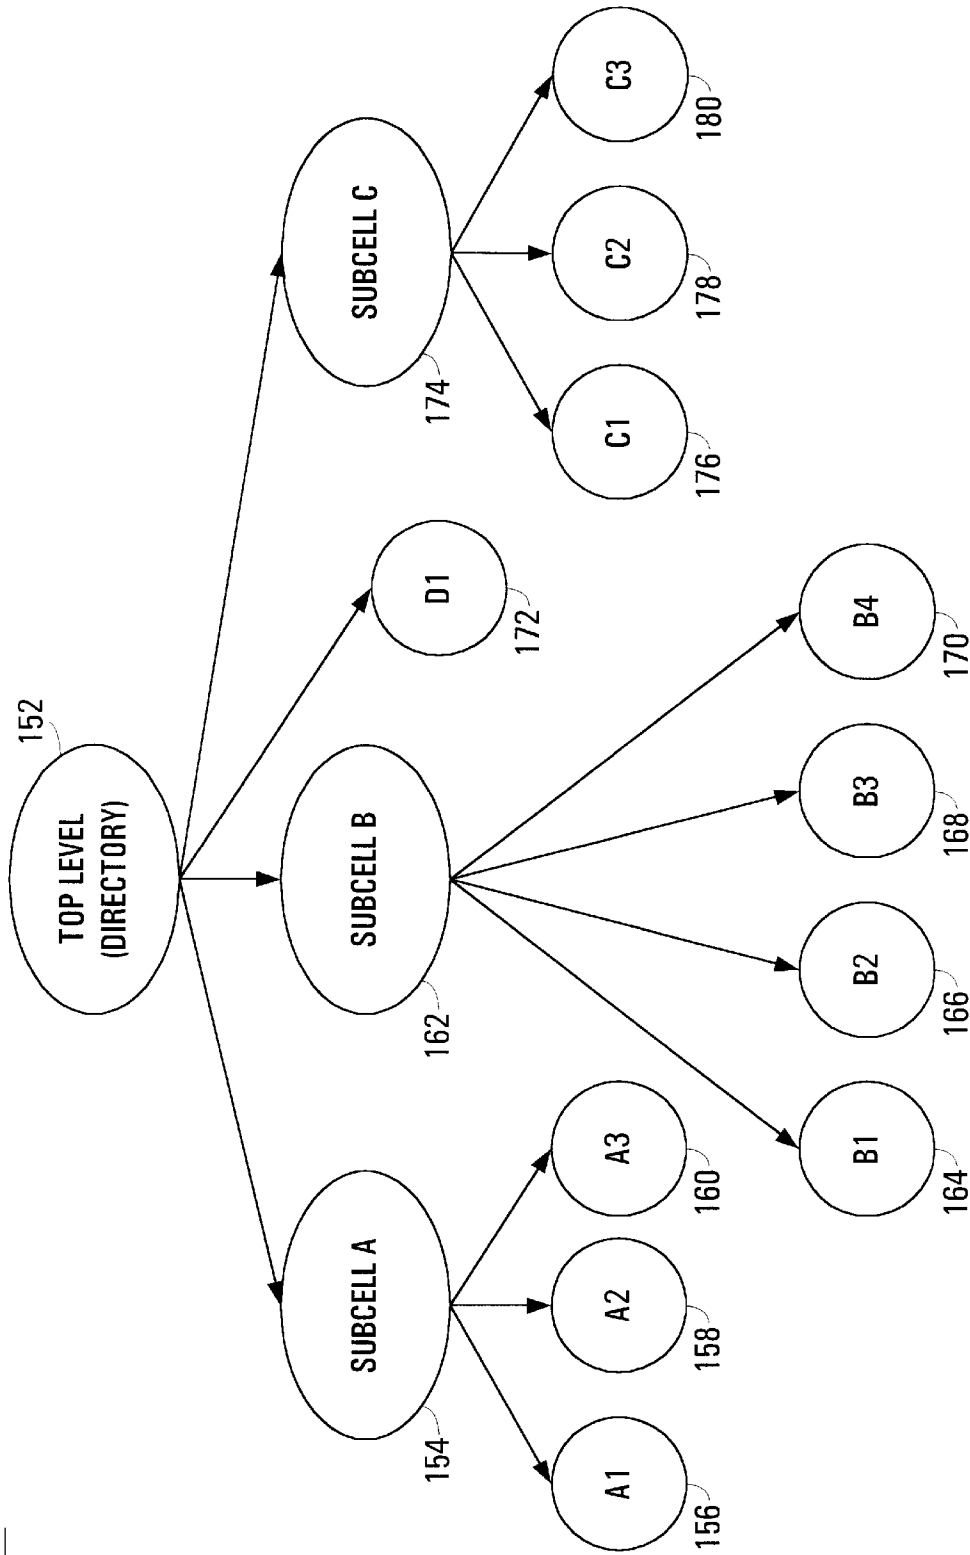 152
TOP LEVEL
(DIRECTORY)
SUBCELL A
154
SUBCELL B
162
D1
172
SUBCELL C
174
A1
156
A2
158
A3
160
B1
164
B2
166
B3
168
B4
170
C1
176
C2
178
C3
180